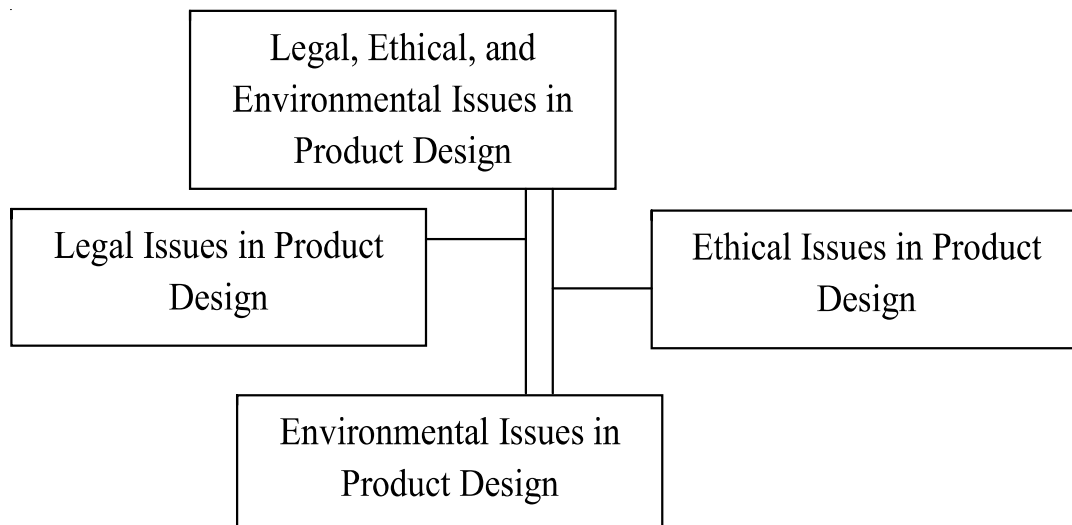 Legal, Ethical, and
Environmental Issues in
Product Design
Legal Issues in Product
Design
Ethical Issues in Product
Design
Environmental Issues in
Product Design